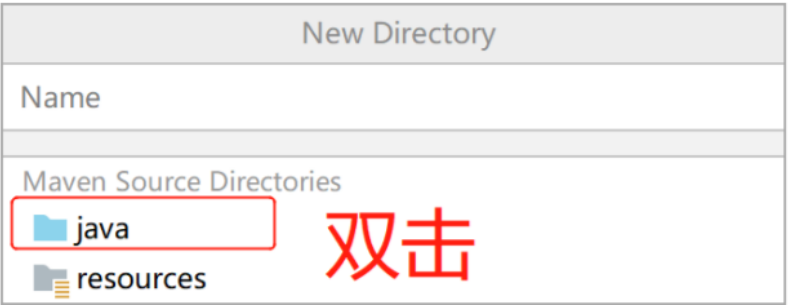 New Directory
Name
Maven Source Directories
java
双击
resources